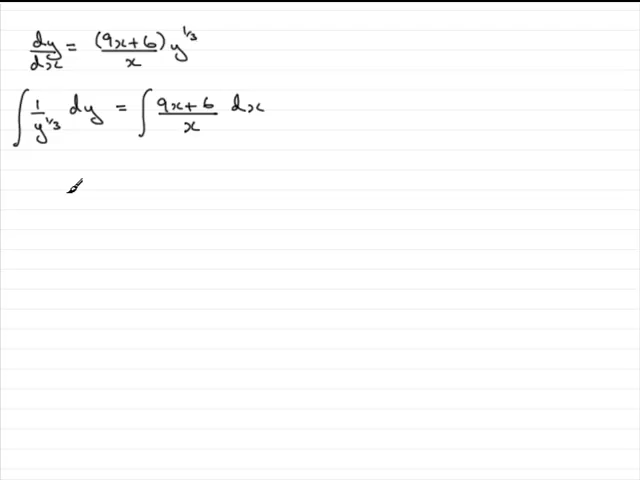 dy/dx = (9x+6)/x y^1/3
∫ 1/y^1/3 dy = ∫ 9x+6/x dx